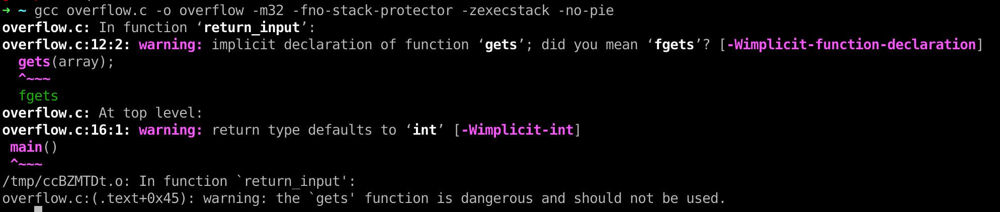 ➜ ~ gcc overflow.c -o overflow -m32 -fno-stack-protector -zexecstack -no-pie
overflow.c: In function ‘return_input’:
overflow.c:12:2: warning: implicit declaration of function ‘gets’; did you mean ‘fgets’? [-Wimplicit-function-declaration]
  gets(array);
  ^~~~
  fgets
overflow.c: At top level:
overflow.c:16:1: warning: return type defaults to ‘int’ [-Wimplicit-int]
 main()
 ^~~~
/tmp/ccBZMTDt.o: In function `return_input':
overflow.c:(.text+0x45): warning: the `gets' function is dangerous and should not be used.